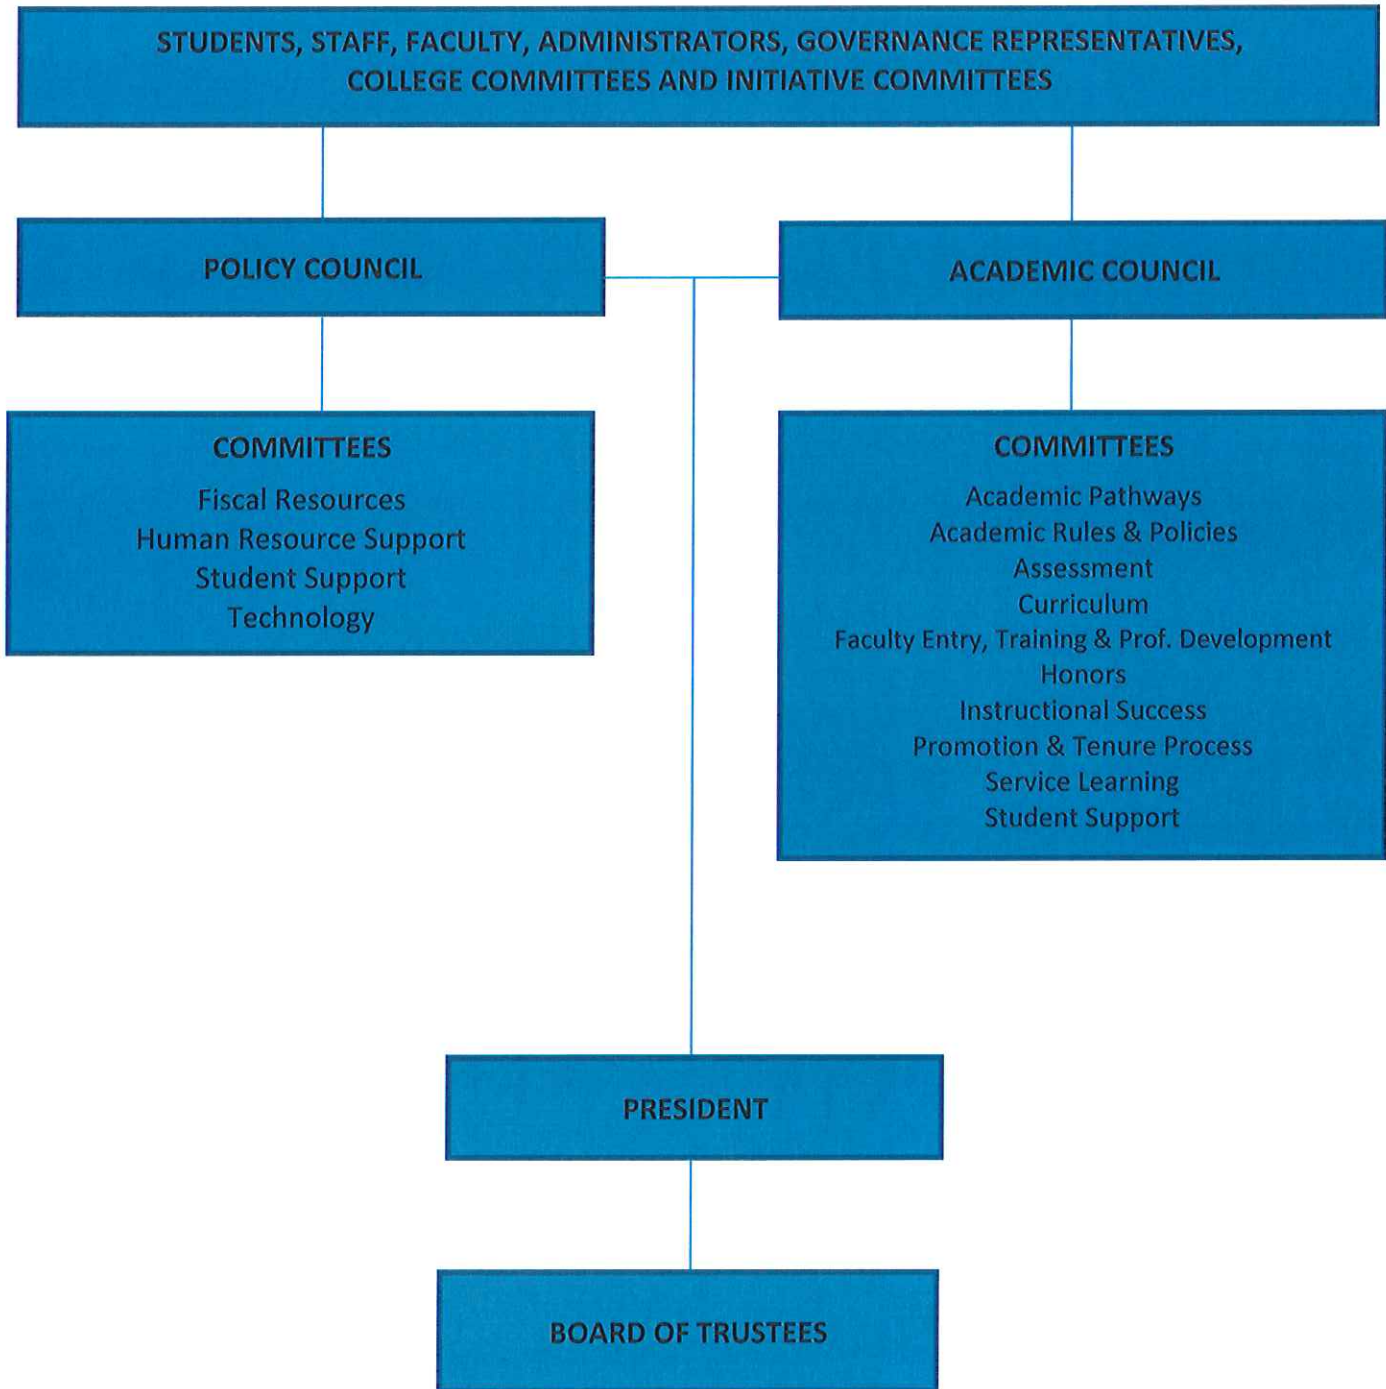 STUDENTS, STAFF, FACULTY, ADMINISTRATORS, GOVERNANCE REPRESENTATIVES,
COLLEGE COMMITTEES AND INITIATIVE COMMITTEES
POLICY COUNCIL
ACADEMIC COUNCIL
COMMITTEES
Fiscal Resources
Human Resource Support
Student Support
Technology
COMMITTEES
Academic Pathways
Academic Rules & Policies
Assessment
Curriculum
Faculty Entry, Training & Prof. Development
Honors
Instructional Success
Promotion & Tenure Process
Service Learning
Student Support
PRESIDENT
BOARD OF TRUSTEES